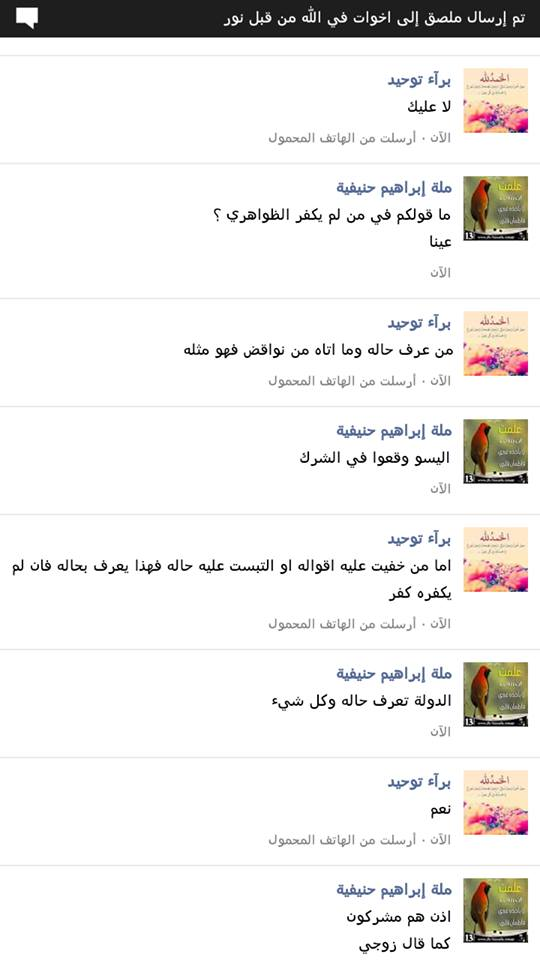 تم إرسال ملصق إلى اخوات في الله من قبل نور
برآء توحيد
لا عليك
الآن · أرسلت من الهاتف المحمول
ملة إبراهيم حنيفية
ما قولكم في من لم يكفر الظواهري ؟
عينا
الآن
برآء توحيد
من عرف حاله وما اتاه من نواقض فهو مثله
الآن · أرسلت من الهاتف المحمول
ملة إبراهيم حنيفية
اليسو وقعوا في الشرك
الآن
برآء توحيد
اما من خفيت عليه اقواله او التبست عليه حاله فهذا يعرف بحاله فان لم
يكفره كفر
الآن · أرسلت من الهاتف المحمول
ملة إبراهيم حنيفية
الدولة تعرف حاله وكل شيء
الآن
برآء توحيد
نعم
الآن · أرسلت من الهاتف المحمول
ملة إبراهيم حنيفية
اذن هم مشركون
كما قال زوجي